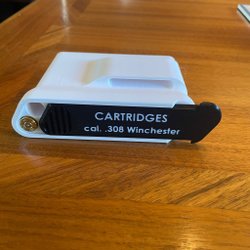 CARTRIDGES
cal. .308 Winchester